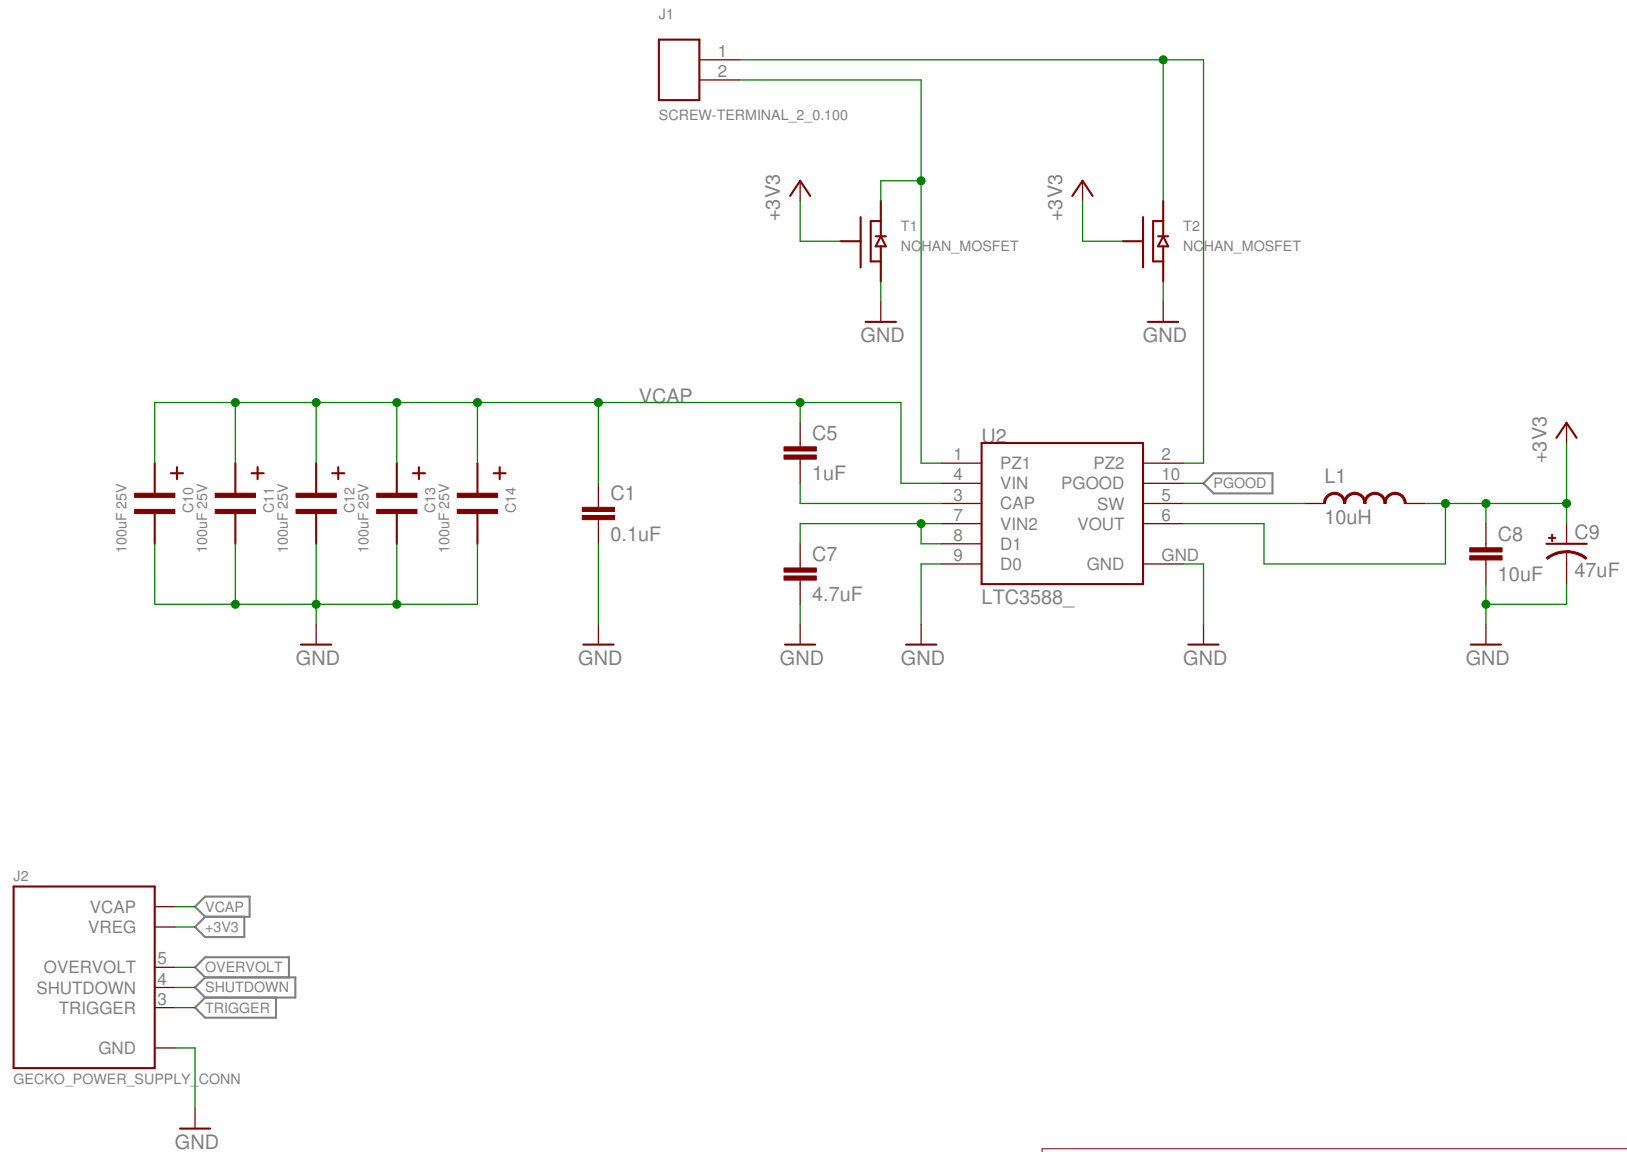 J1
1
2
SCREW-TERMINAL_2_0.100
+3V3
T1
NCHAN_MOSFET
GND
+3V3
T2
NCHAN_MOSFET
GND
VCAP
100uF 25V
C10
100uF 25V
C11
100uF 25V
C12
100uF 25V
C13
100uF 25V
C14
GND
C1
0.1uF
GND
C5
1uF
C7
4.7uF
GND
GND
U2
1
4
3
7
8
9
PZ1
VIN
CAP
VIN2
D1
D0
PZ2
PGOOD
SW
VOUT
GND
2
10
5
6
GND
LTC3588_
PGOOD
GND
L1
10uH
+3V3
C8
10uF
C9
47uF
GND
J2
VCAP
VREG
OVERVOLT
SHUTDOWN
TRIGGER
GND
5
4
3
VCAP
+3V3
OVERVOLT
SHUTDOWN
TRIGGER
GECKO_POWER_SUPPLY_CONN
GND